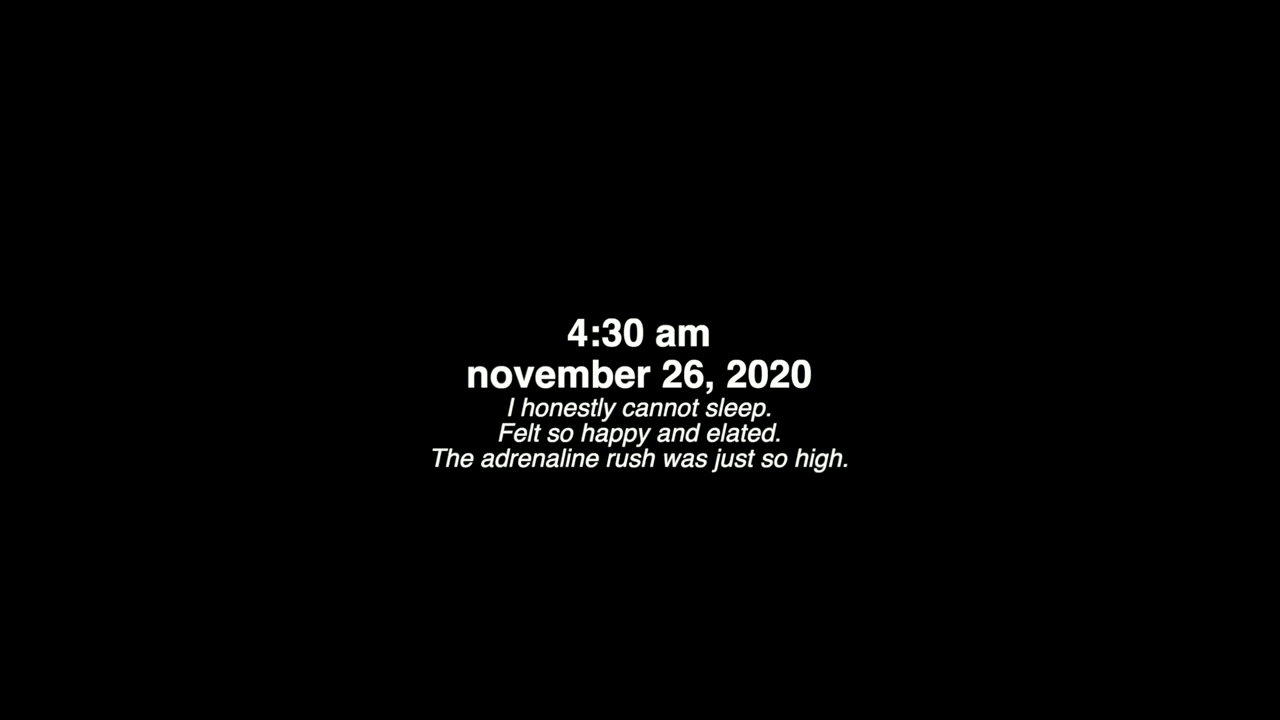 4:30 am
november 26, 2020
I honestly cannot sleep.
Felt so happy and elated.
The adrenaline rush was just so high.